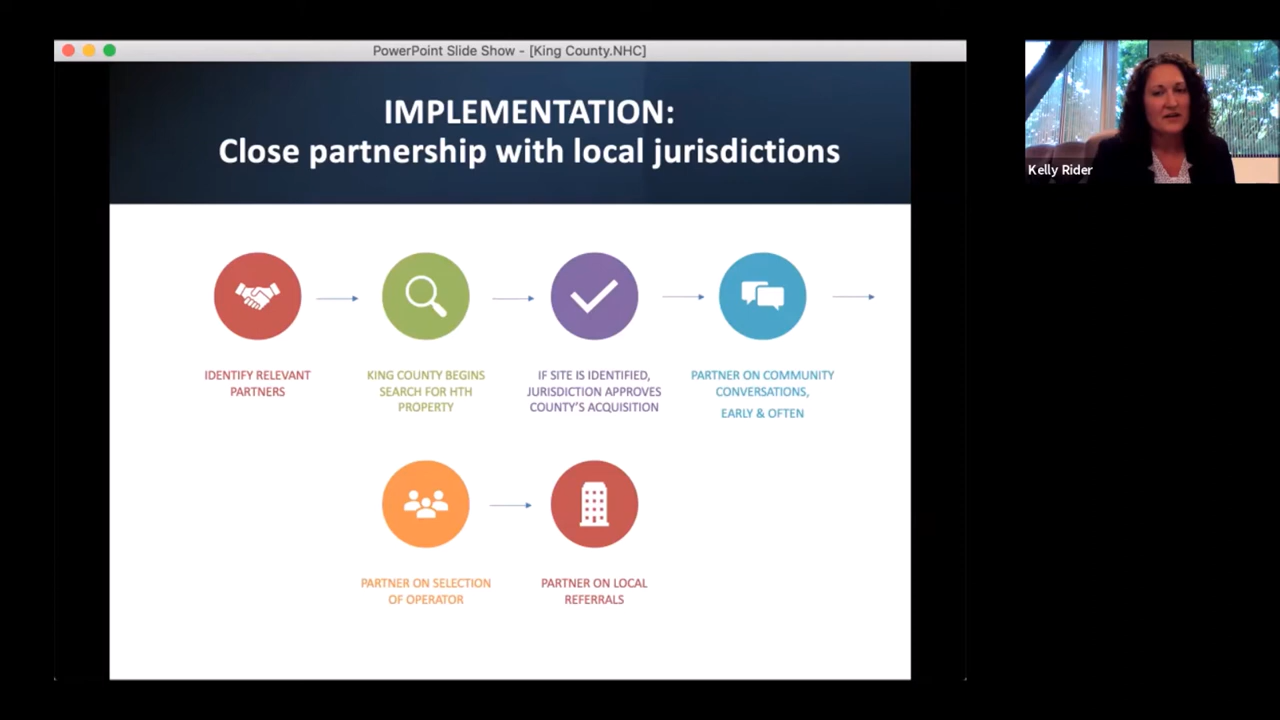 PowerPoint Slide Show - [King County.NHC]
IMPLEMENTATION:
Close partnership with local jurisdictions
Kelly Rider
IDENTIFY RELEVANT
PARTNERS
KING COUNTY BEGINS
SEARCH FOR HTH
PROPERTY
IF SITE IS IDENTIFIED,
JURISDICTION APPROVES
COUNTY'S ACQUISITION
PARTNER ON COMMUNITY
CONVERSATIONS,
EARLY & OFTEN
PARTNER ON SELECTION
OF OPERATOR
PARTNER ON LOCAL
REFERRALS